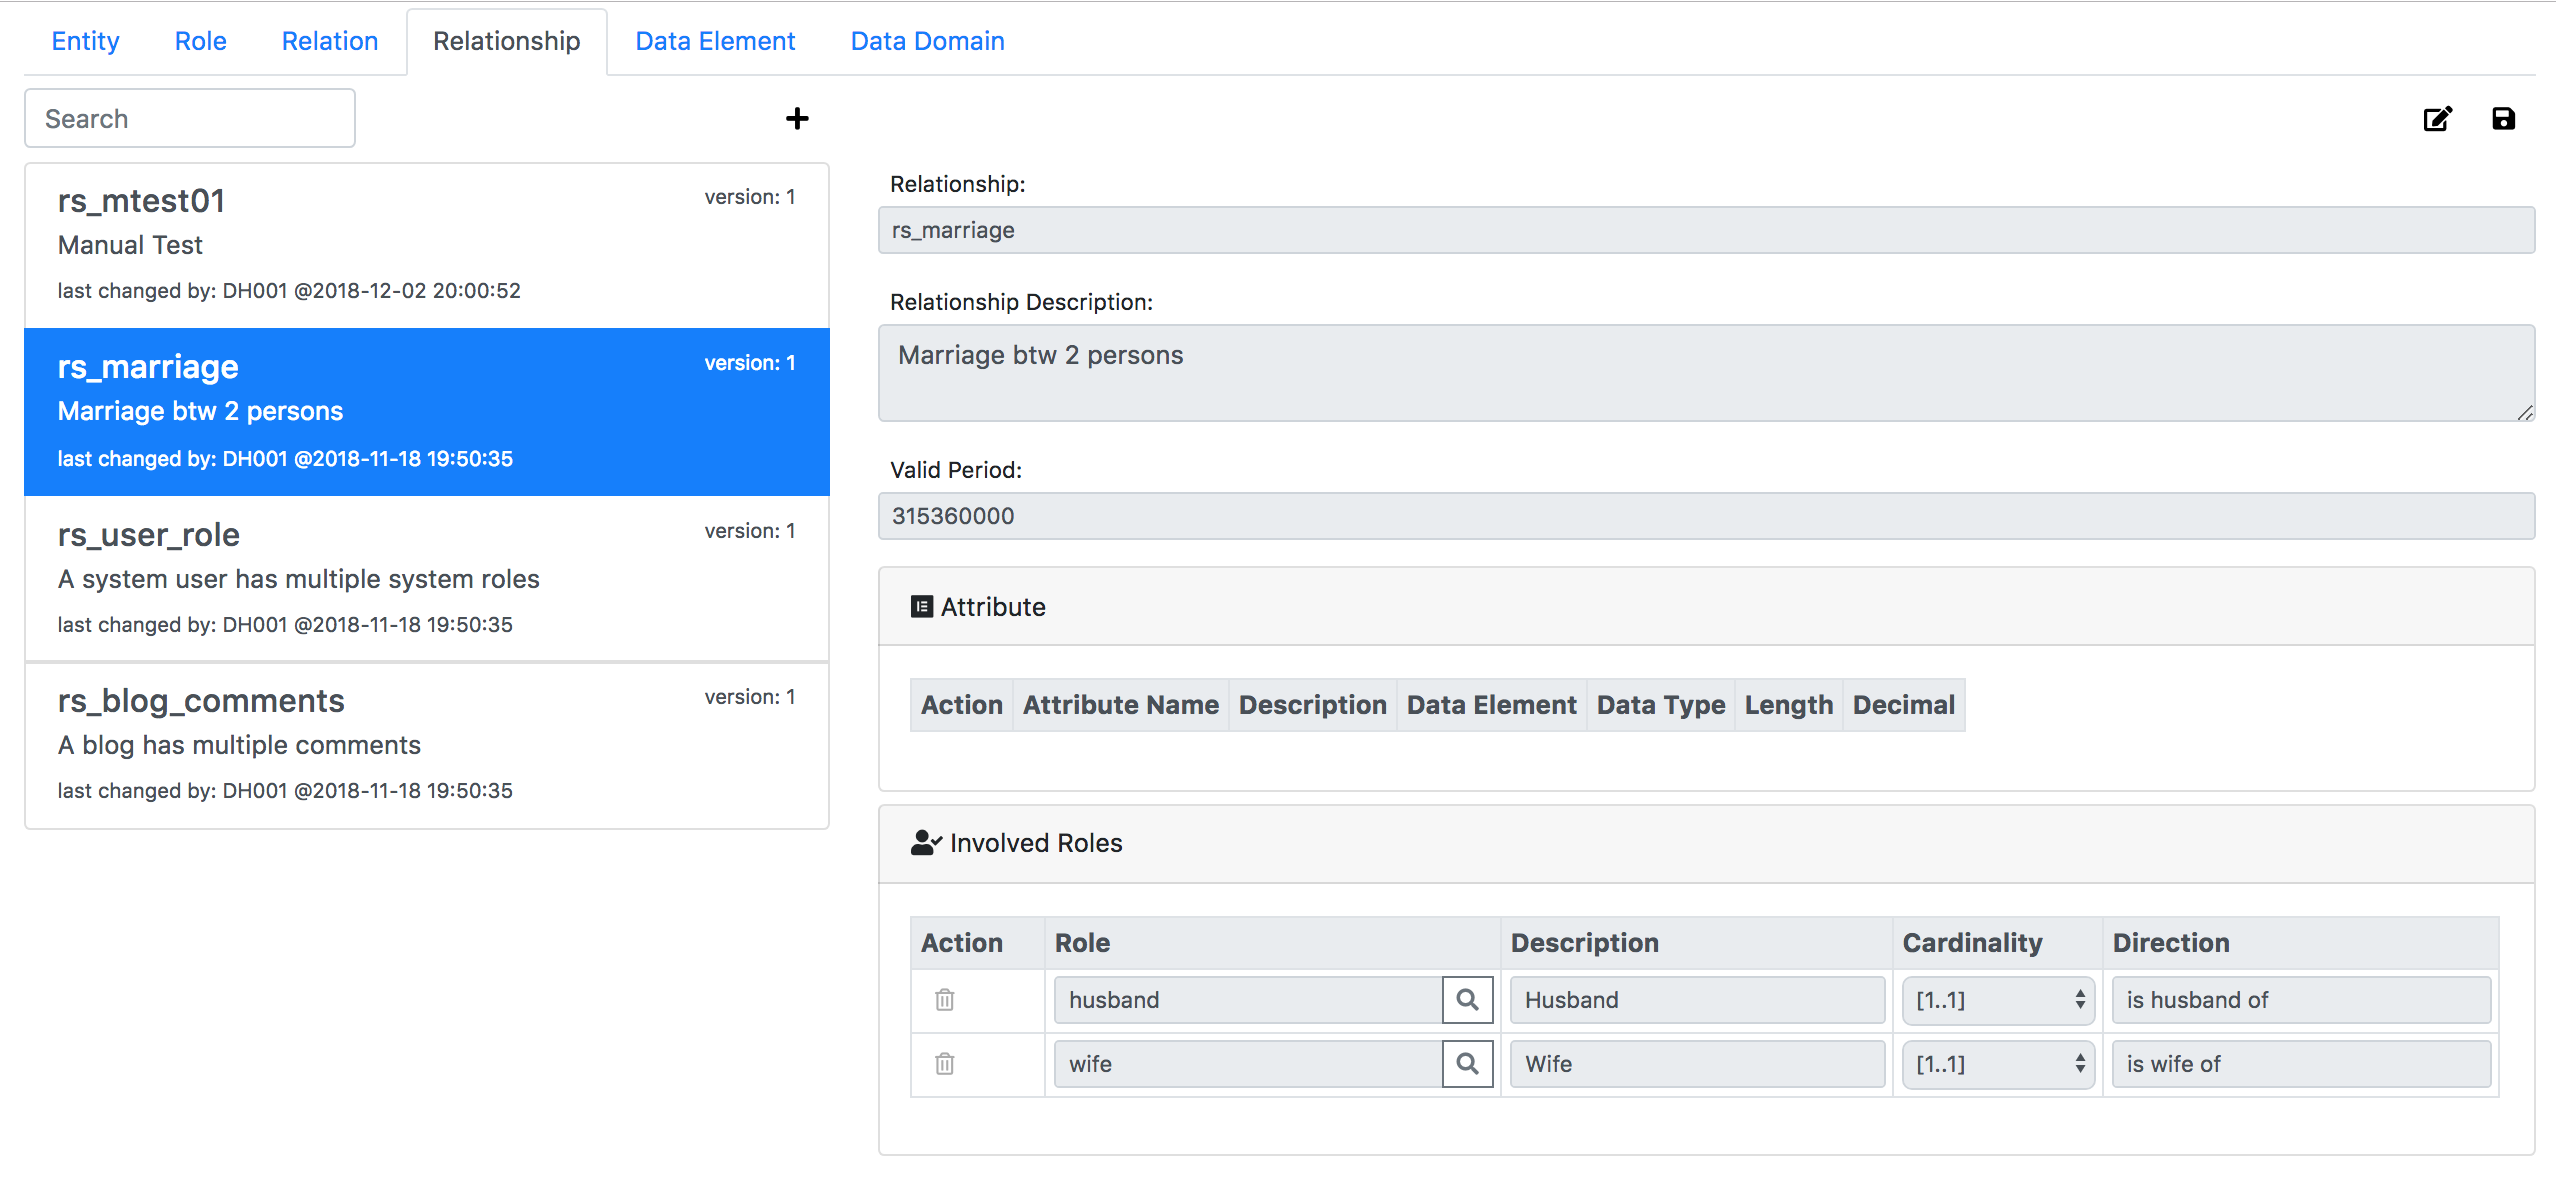 Entity Role Relation Relationship Data Element Data Domain
Search
rs_mtest01 version: 1
Manual Test
last changed by: DH001 @2018-12-02 20:00:52
rs_marriage version: 1
Marriage btw 2 persons
last changed by: DH001 @2018-11-18 19:50:35
rs_user_role version: 1
A system user has multiple system roles
last changed by: DH001 @2018-11-18 19:50:35
rs_blog_comments version: 1
A blog has multiple comments
last changed by: DH001 @2018-11-18 19:50:35
Relationship:
rs_marriage
Relationship Description:
Marriage btw 2 persons
Valid Period:
315360000
Attribute
Action Attribute Name Description Data Element Data Type Length Decimal
Involved Roles
Action Role Description Cardinality Direction
husband Husband [1..1] is husband of
wife Wife [1..1] is wife of